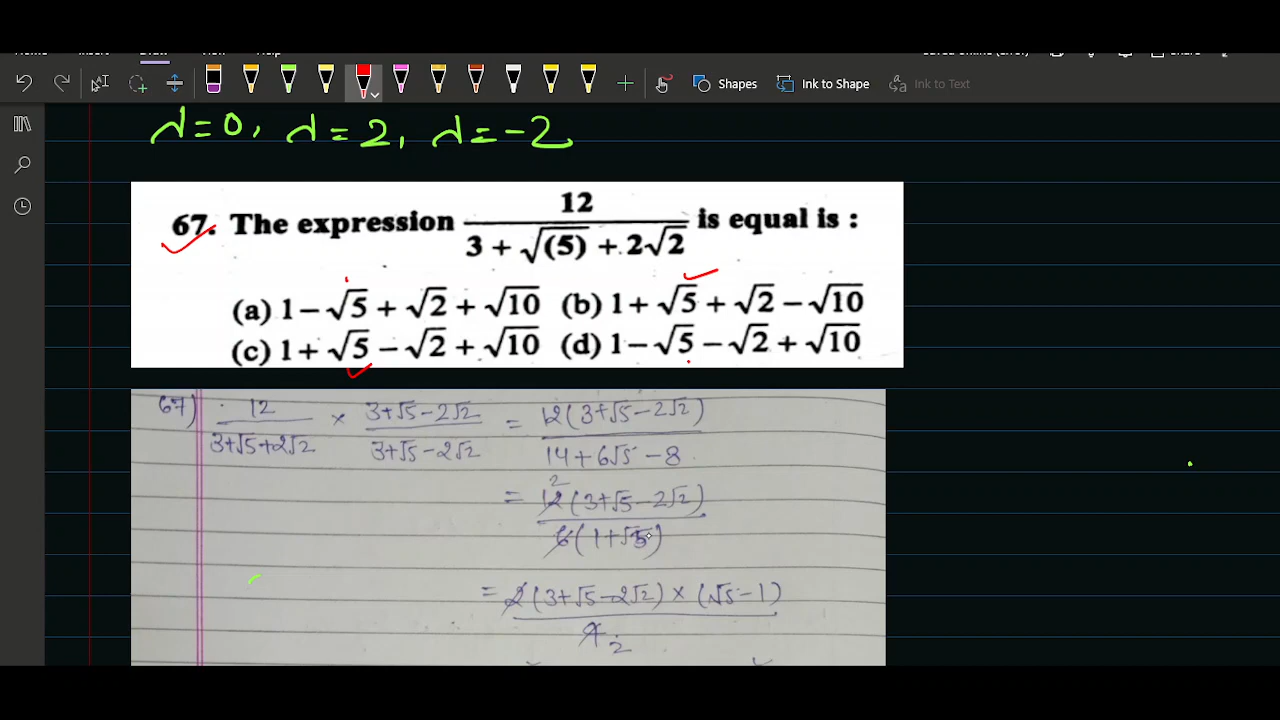 Shapes Ink to Shape Ink to Text
λ=0, λ = 2, λ = -2
67. The expression 12 / 3 + √(5) + 2√2 is equal is :
(a) 1 − √5 + √2 + √10 (b) 1 + √5 + √2 − √10
(c) 1 + √5 − √2 + √10 (d) 1 − √5 − √2 + √10
67) 12 / 3+√5+2√2 × 3+√5−2√2 / 3+√5−2√2 = 12(3+√5−2√2) / 14+6√5−8
= 12 2 (3+√5−2√2) / 6(1+√5)
= 2(3+√5−2√2) × (√5−1) / 4 2